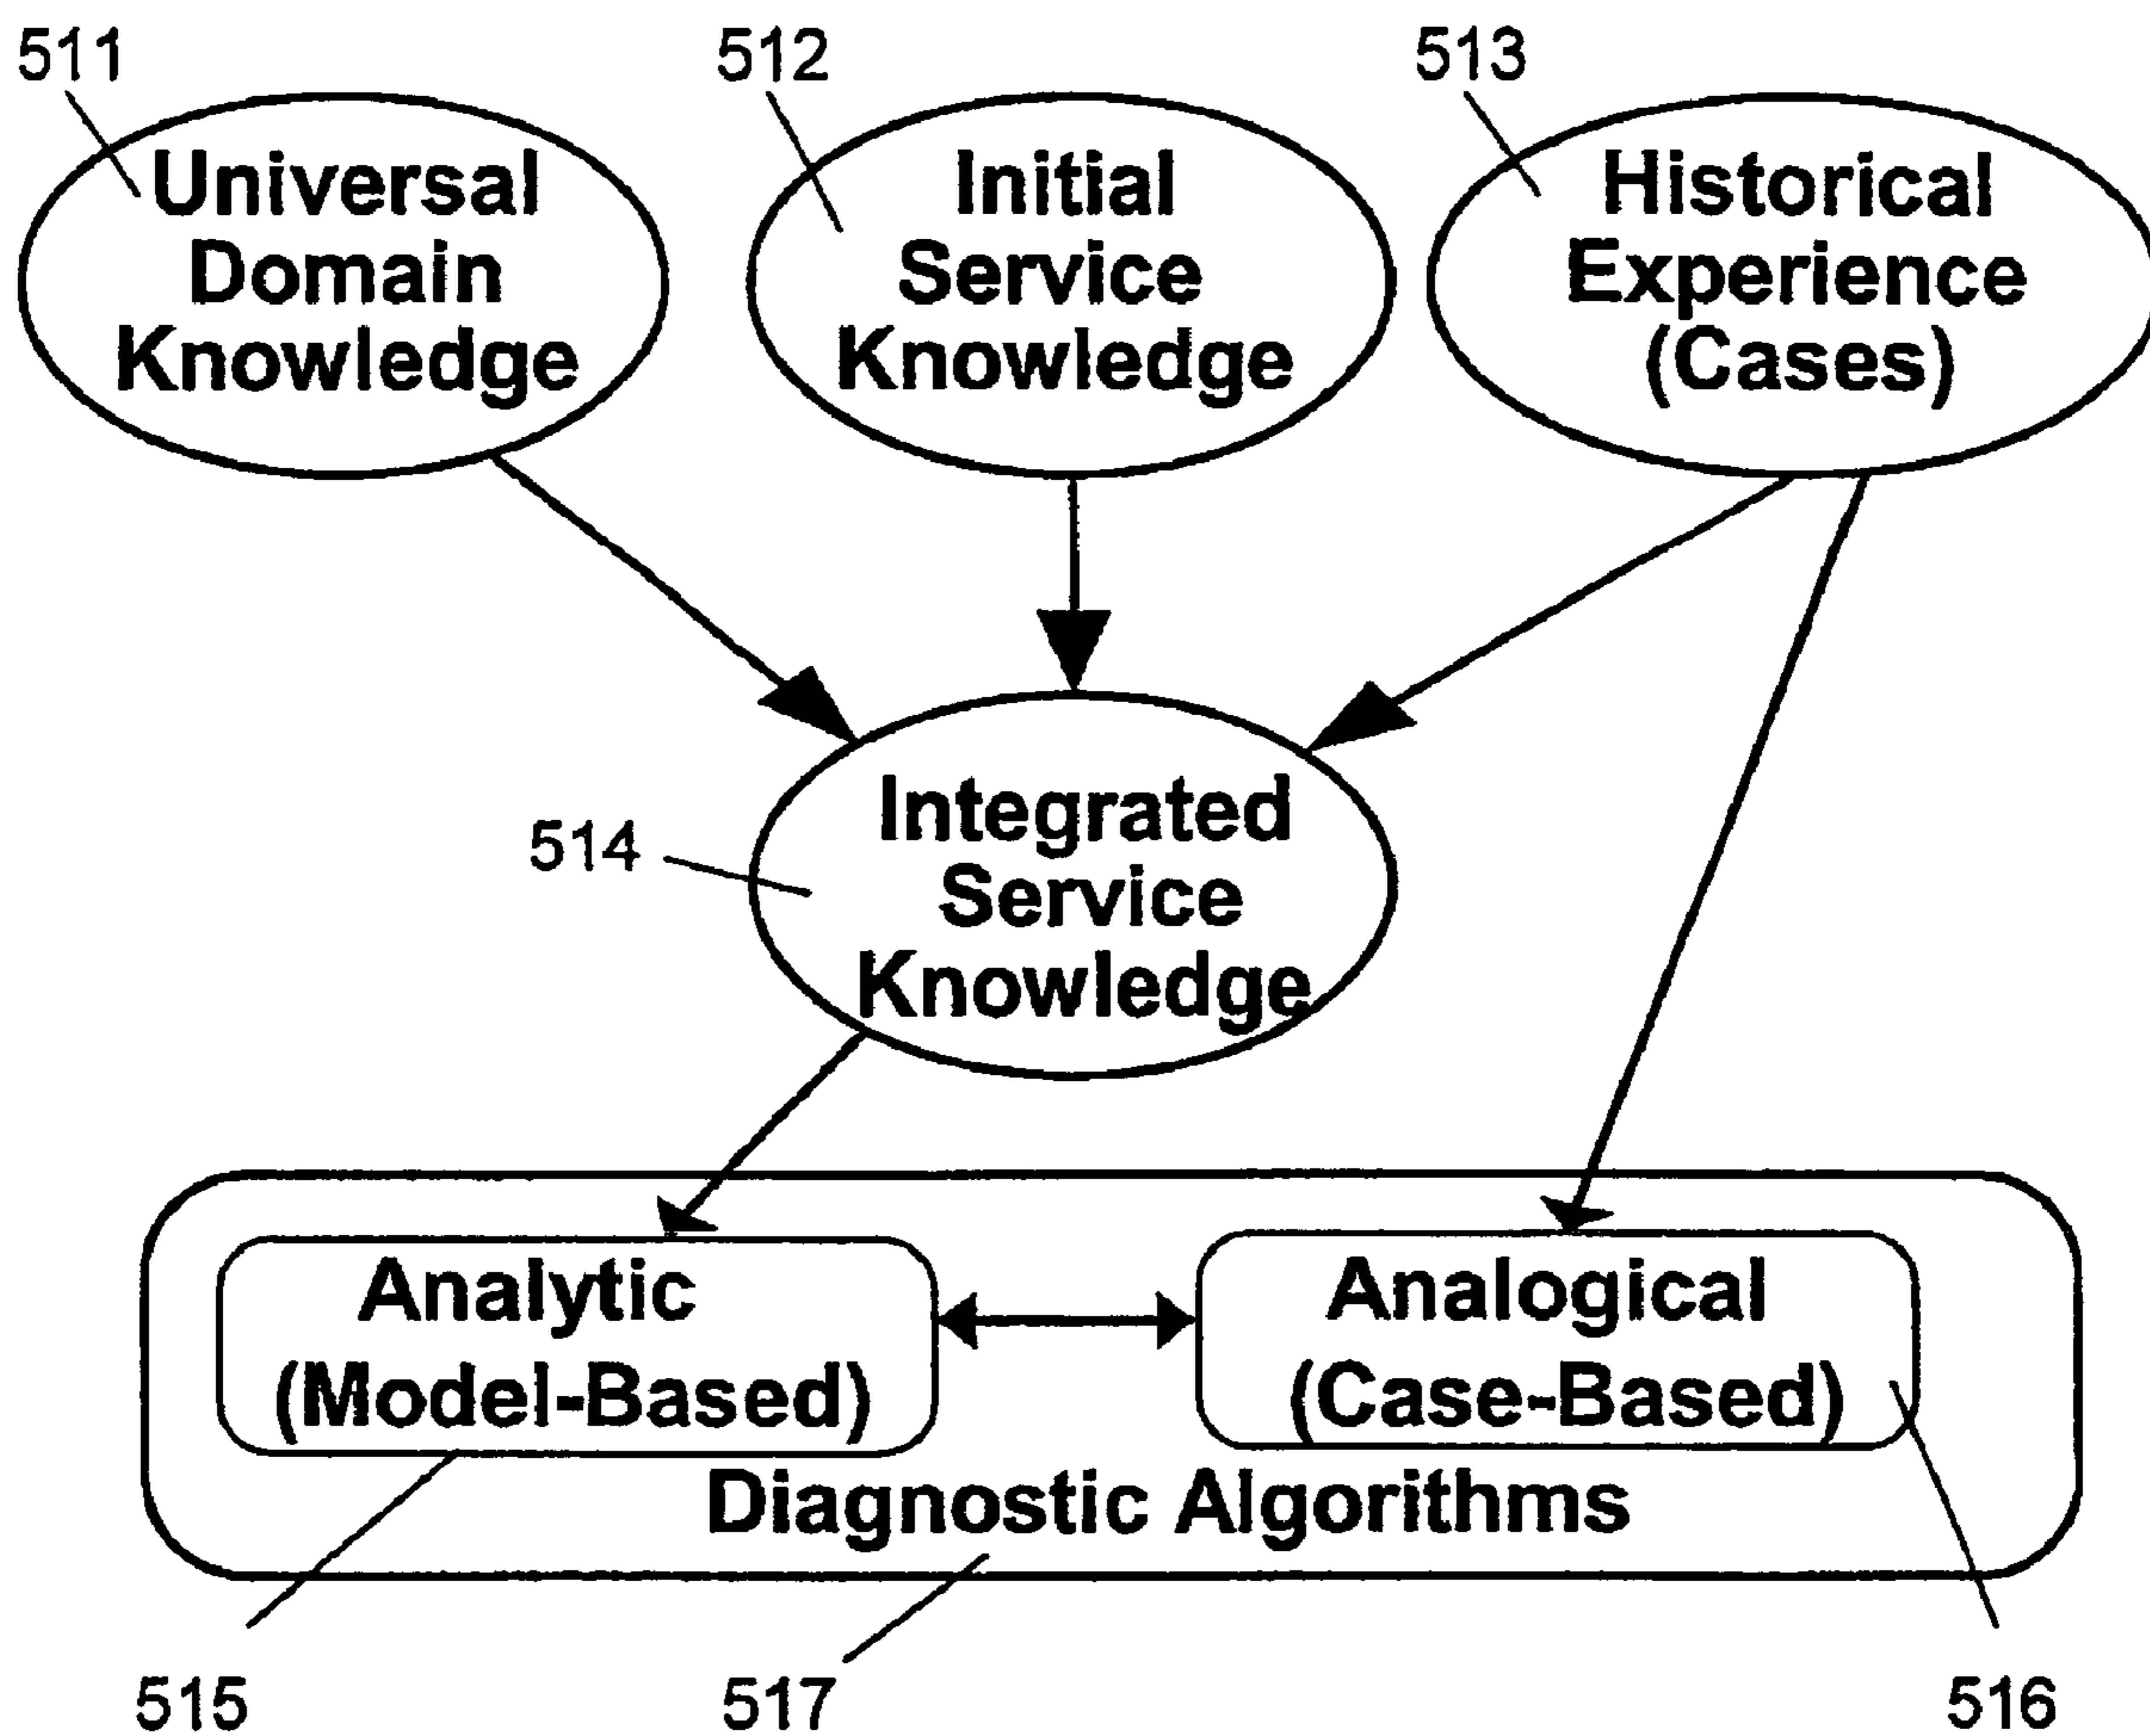 511
512
513
Universal
Domain
Knowledge
Initial
Service
Knowledge
Historical
Experience
(Cases)
514
Integrated
Service
Knowledge
Analytic
(Model-Based)
Analogical
(Case-Based)
Diagnostic Algorithms
515
517
516